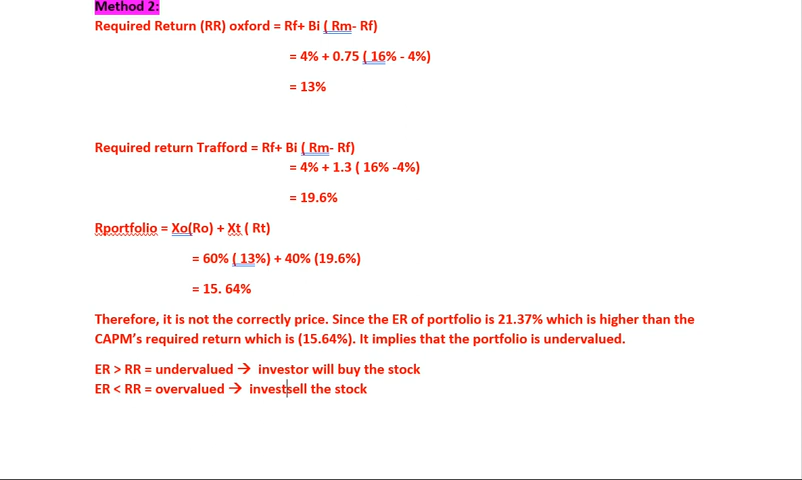 Method 2:
Required Return (RR) oxford = Rf+ Bi ( Rm- Rf)
= 4% + 0.75 ( 16% - 4%)
= 13%
Required return Trafford = Rf+ Bi ( Rm- Rf)
= 4% + 1.3 ( 16% -4%)
= 19.6%
Rportfolio = Xo(Ro) + Xt ( Rt)
= 60% ( 13%) + 40% (19.6%)
= 15. 64%
Therefore, it is not the correctly price. Since the ER of portfolio is 21.37% which is higher than the
CAPM's required return which is (15.64%). It implies that the portfolio is undervalued.
ER > RR = undervalued → investor will buy the stock
ER < RR = overvalued → investsell the stock